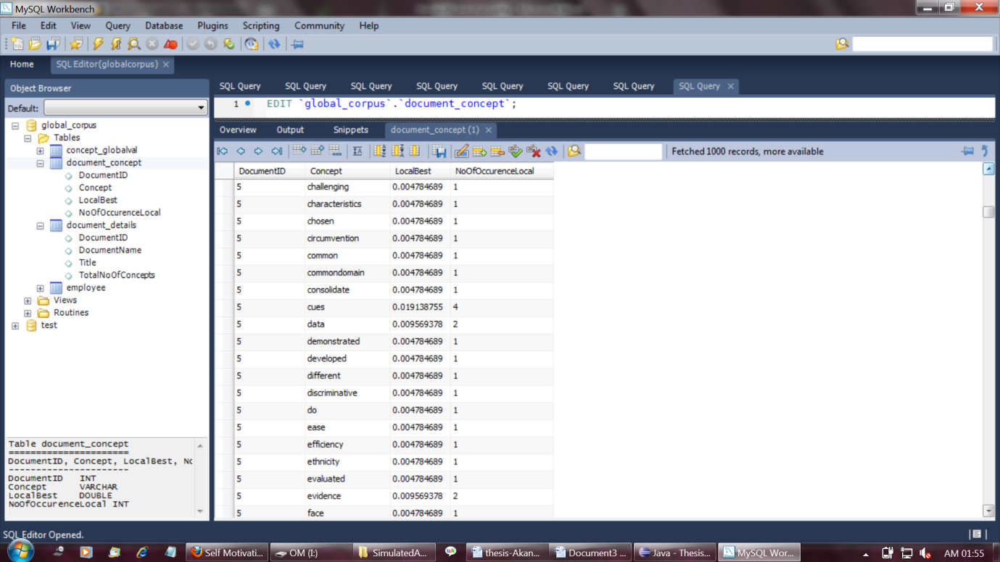 MySQL Workbench
File Edit View Query Database Plugins Scripting Community Help
Home SQL Editor(globalcorpus)
Object Browser
Default:
global_corpus
Tables
concept_globalval
document_concept
DocumentID
Concept
LocalBest
NoOfOccurenceLocal
document_details
DocumentID
DocumentName
Title
TotalNoOfConcepts
employee
Views
Routines
test
Table document_concept
======================
DocumentID, Concept, LocalBest, No
----------------------
DocumentID INT
Concept VARCHAR
LocalBest DOUBLE
NoOfOccurenceLocal INT
SQL Query SQL Query SQL Query SQL Query SQL Query SQL Query SQL Query SQL Query
1 EDIT `global_corpus`.`document_concept`;
Overview Output Snippets document_concept (1)
Fetched 1000 records, more available
DocumentID Concept LocalBest NoOfOccurenceLocal
5 challenging 0.004784689 1
5 characteristics 0.004784689 1
5 chosen 0.004784689 1
5 circumvention 0.004784689 1
5 common 0.004784689 1
5 commondomain 0.004784689 1
5 consolidate 0.004784689 1
5 cues 0.019138755 4
5 data 0.009569378 2
5 demonstrated 0.004784689 1
5 developed 0.004784689 1
5 different 0.004784689 1
5 discriminative 0.004784689 1
5 do 0.004784689 1
5 ease 0.004784689 1
5 efficiency 0.004784689 1
5 ethnicity 0.004784689 1
5 evaluated 0.004784689 1
5 evidence 0.009569378 2
5 face 0.004784689 1
SQL Editor Opened.
Self Motivati... OM (I:) SimulatedA... thesis-Akan... Document3 ... Java - Thesis... MySQL Wor... AM 01:55